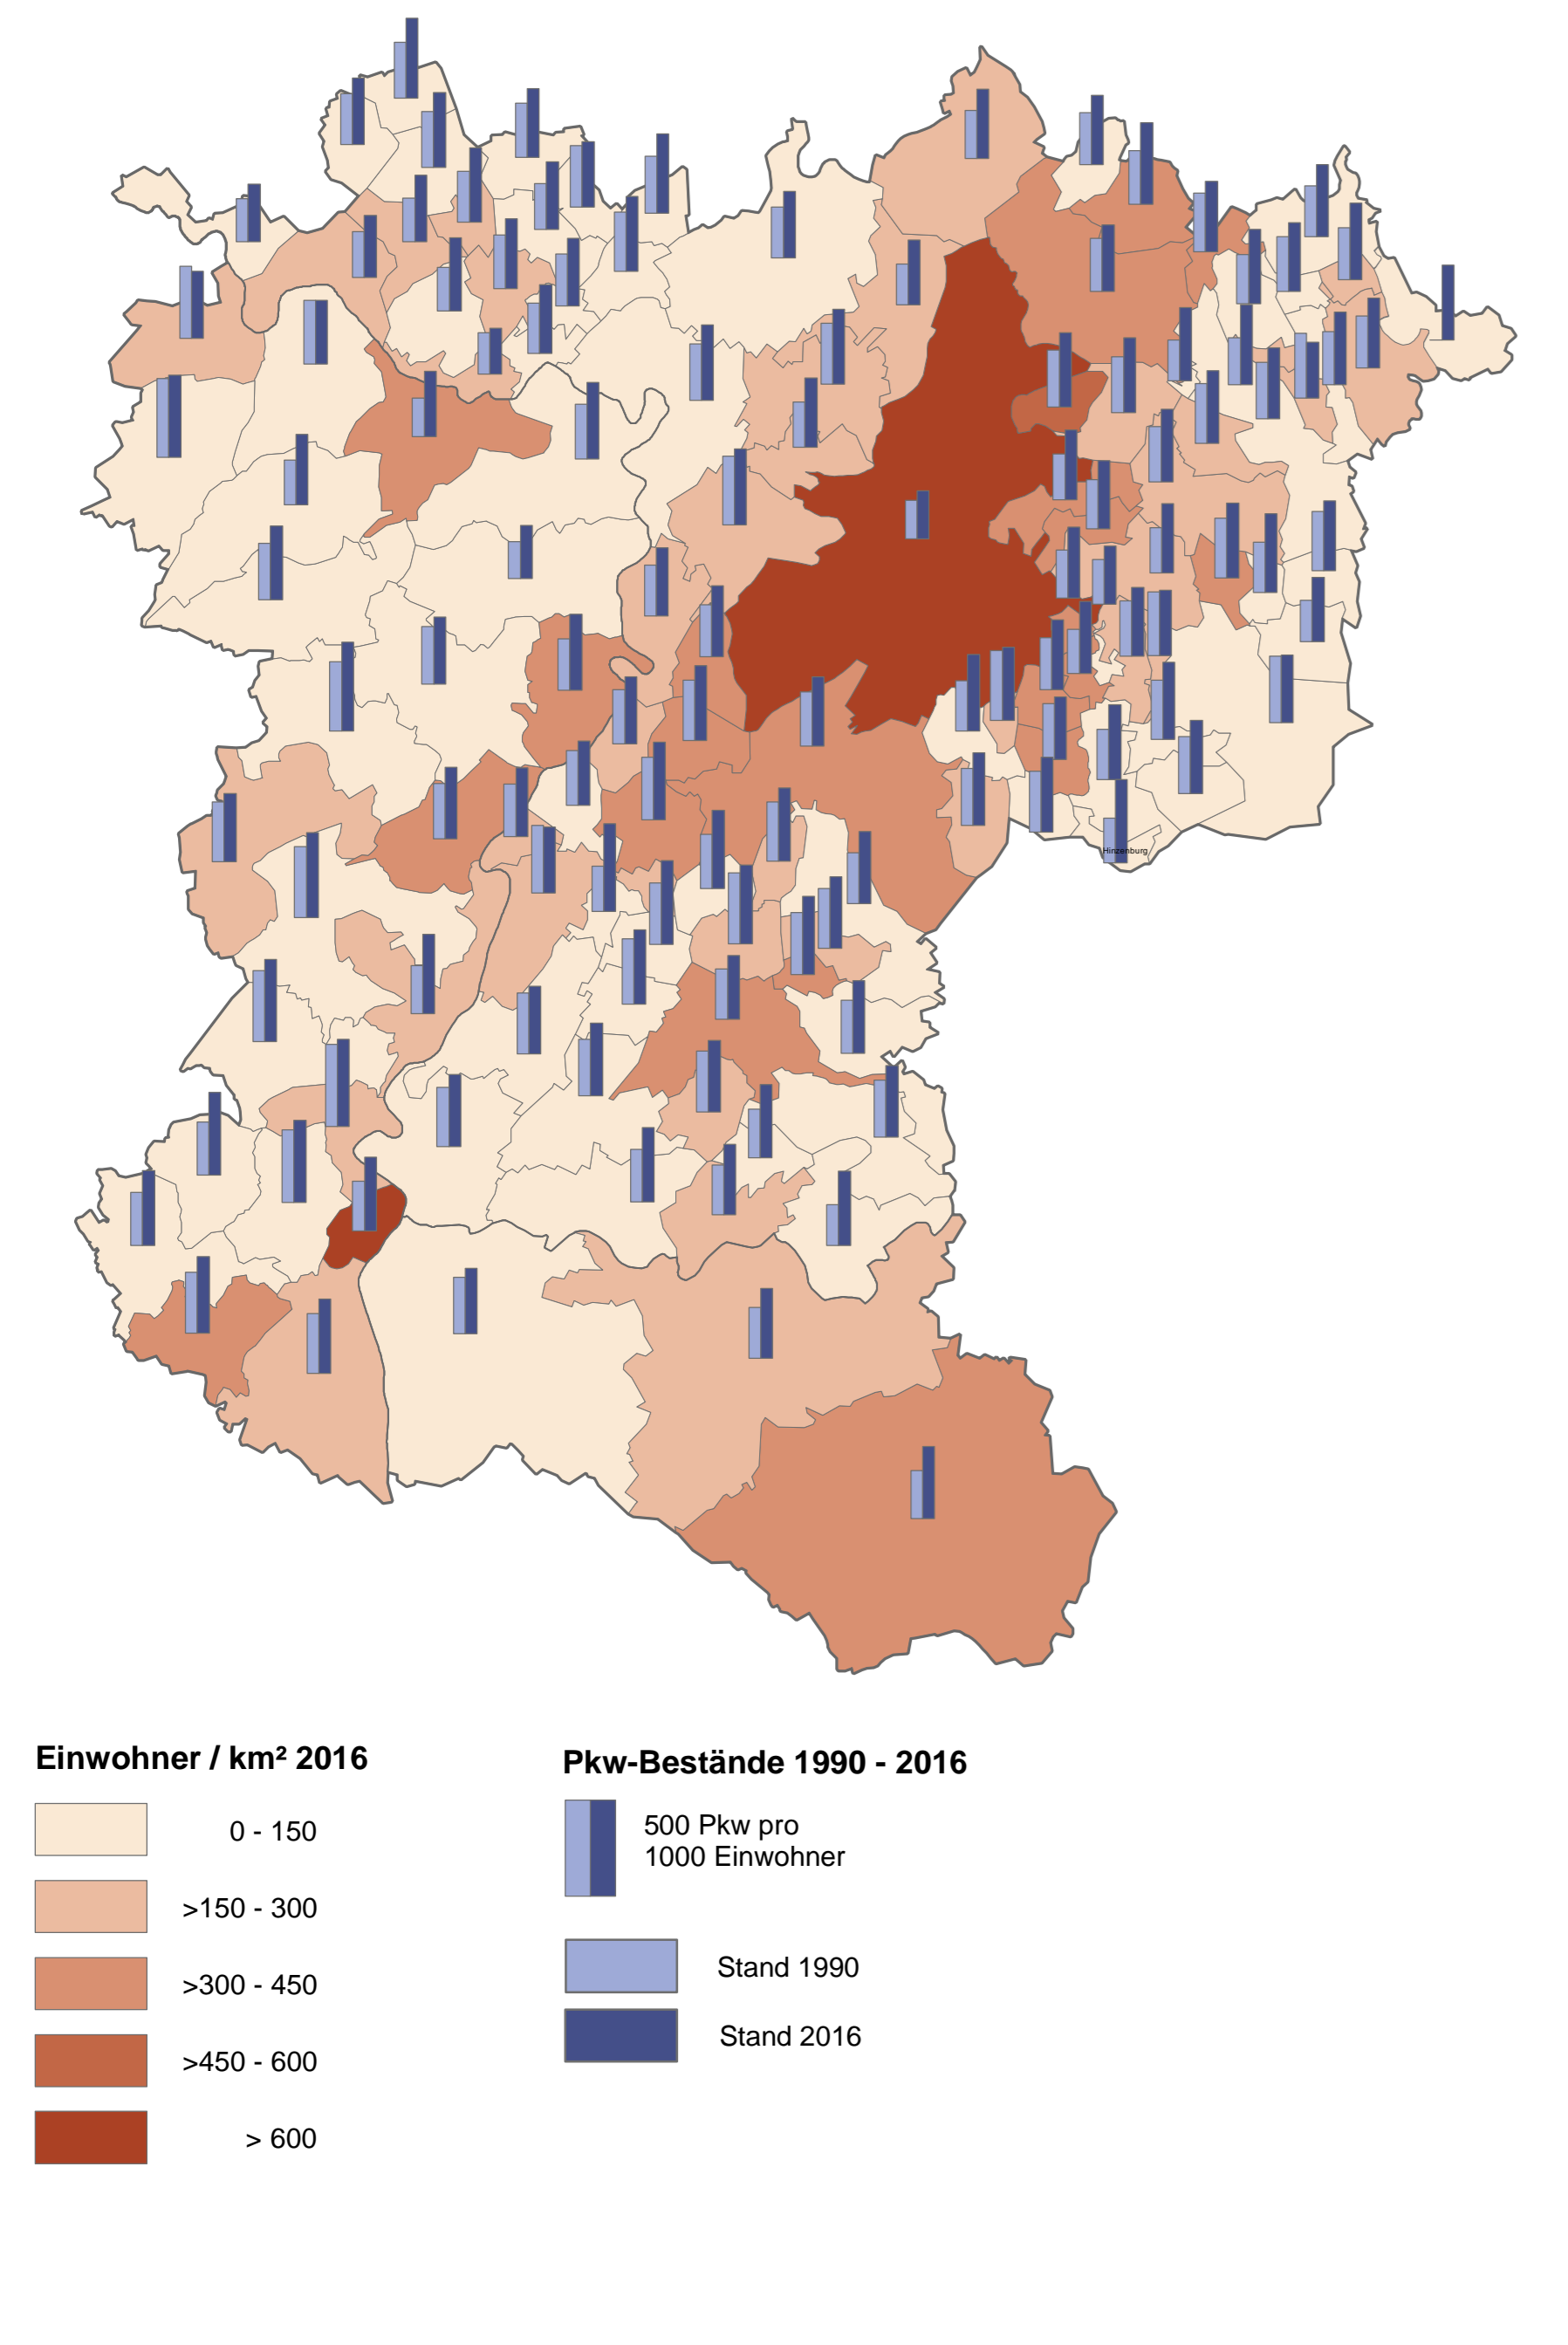 Hinzenburg
Einwohner / km² 2016
0 - 150
>150 - 300
>300 - 450
>450 - 600
> 600
Pkw-Bestände 1990 - 2016
500 Pkw pro
1000 Einwohner
Stand 1990
Stand 2016